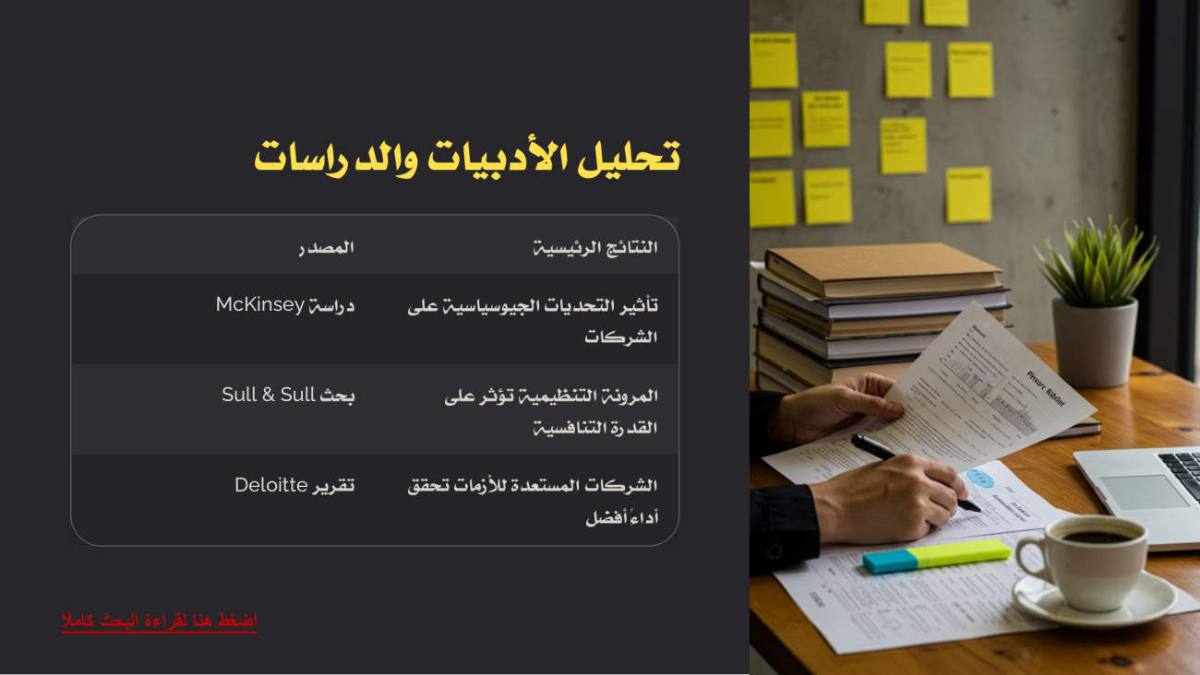 تحليل الأدبيات والدراسات
النتائج الرئيسية	المصدر
تأثير التحديات الجيوسياسية على	دراسة McKinsey
الشركات
المرونة التنظيمية تؤثر على	بحث Sull & Sull
القدرة التنافسية
الشركات المستعدة للأزمات تحقق	تقرير Deloitte
أداءً أفضل
اضغط هنا لقراءة البحث كاملًا